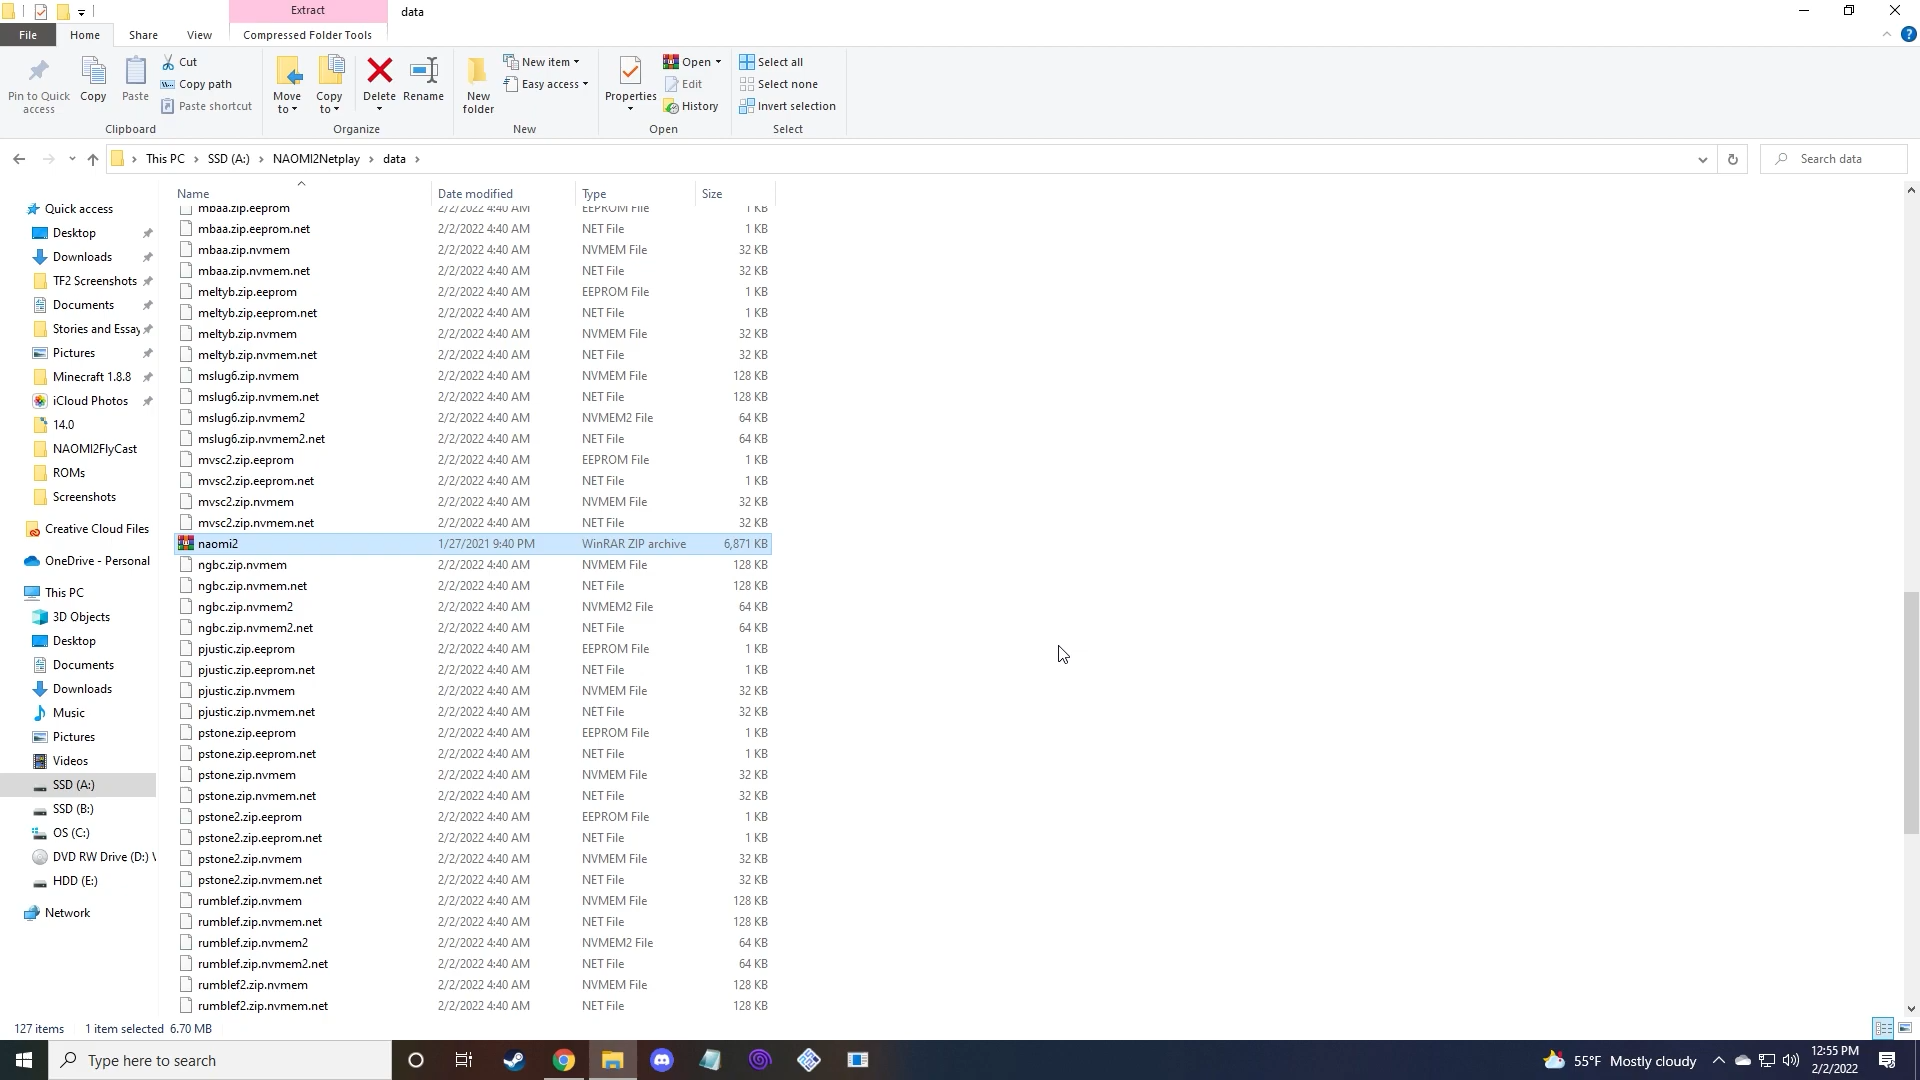 Extract
data
File
Home
Share
View
Compressed Folder Tools
Pin to Quick access
Copy
Paste
Cut
Copy path
Paste shortcut
Move to
Copy to
Delete
Rename
New folder
New item
Easy access
Properties
Open
Edit
History
Select all
Select none
Invert selection
Clipboard
Organize
New
Open
Select
This PC > SSD (A:) > NAOMI2Netplay > data >
Search data
Quick access
Desktop
Downloads
TF2 Screenshots
Documents
Stories and Essay
Pictures
Minecraft 1.8.8
iCloud Photos
14.0
NAOMI2FlyCast
ROMs
Screenshots
Creative Cloud Files
OneDrive - Personal
This PC
3D Objects
Desktop
Documents
Downloads
Music
Pictures
Videos
SSD (A:)
SSD (B:)
OS (C:)
DVD RW Drive (D:) \
HDD (E:)
Network
Name Date modified Type Size
mbaa.zip.eeprom 2/2/2022 4:40 AM EEPROM File 1 KB
mbaa.zip.eeprom.net 2/2/2022 4:40 AM NET File 1 KB
mbaa.zip.nvmem 2/2/2022 4:40 AM NVMEM File 32 KB
mbaa.zip.nvmem.net 2/2/2022 4:40 AM NET File 32 KB
meltyb.zip.eeprom 2/2/2022 4:40 AM EEPROM File 1 KB
meltyb.zip.eeprom.net 2/2/2022 4:40 AM NET File 1 KB
meltyb.zip.nvmem 2/2/2022 4:40 AM NVMEM File 32 KB
meltyb.zip.nvmem.net 2/2/2022 4:40 AM NET File 32 KB
mslug6.zip.nvmem 2/2/2022 4:40 AM NVMEM File 128 KB
mslug6.zip.nvmem.net 2/2/2022 4:40 AM NET File 128 KB
mslug6.zip.nvmem2 2/2/2022 4:40 AM NVMEM2 File 64 KB
mslug6.zip.nvmem2.net 2/2/2022 4:40 AM NET File 64 KB
mvsc2.zip.eeprom 2/2/2022 4:40 AM EEPROM File 1 KB
mvsc2.zip.eeprom.net 2/2/2022 4:40 AM NET File 1 KB
mvsc2.zip.nvmem 2/2/2022 4:40 AM NVMEM File 32 KB
mvsc2.zip.nvmem.net 2/2/2022 4:40 AM NET File 32 KB
naomi2 1/27/2021 9:40 PM WinRAR ZIP archive 6,871 KB
ngbc.zip.nvmem 2/2/2022 4:40 AM NVMEM File 128 KB
ngbc.zip.nvmem.net 2/2/2022 4:40 AM NET File 128 KB
ngbc.zip.nvmem2 2/2/2022 4:40 AM NVMEM2 File 64 KB
ngbc.zip.nvmem2.net 2/2/2022 4:40 AM NET File 64 KB
pjustic.zip.eeprom 2/2/2022 4:40 AM EEPROM File 1 KB
pjustic.zip.eeprom.net 2/2/2022 4:40 AM NET File 1 KB
pjustic.zip.nvmem 2/2/2022 4:40 AM NVMEM File 32 KB
pjustic.zip.nvmem.net 2/2/2022 4:40 AM NET File 32 KB
pstone.zip.eeprom 2/2/2022 4:40 AM EEPROM File 1 KB
pstone.zip.eeprom.net 2/2/2022 4:40 AM NET File 1 KB
pstone.zip.nvmem 2/2/2022 4:40 AM NVMEM File 32 KB
pstone.zip.nvmem.net 2/2/2022 4:40 AM NET File 32 KB
pstone2.zip.eeprom 2/2/2022 4:40 AM EEPROM File 1 KB
pstone2.zip.eeprom.net 2/2/2022 4:40 AM NET File 1 KB
pstone2.zip.nvmem 2/2/2022 4:40 AM NVMEM File 32 KB
pstone2.zip.nvmem.net 2/2/2022 4:40 AM NET File 32 KB
rumblef.zip.nvmem 2/2/2022 4:40 AM NVMEM File 128 KB
rumblef.zip.nvmem.net 2/2/2022 4:40 AM NET File 128 KB
rumblef.zip.nvmem2 2/2/2022 4:40 AM NVMEM2 File 64 KB
rumblef.zip.nvmem2.net 2/2/2022 4:40 AM NET File 64 KB
rumblef2.zip.nvmem 2/2/2022 4:40 AM NVMEM File 128 KB
rumblef2.zip.nvmem.net 2/2/2022 4:40 AM NET File 128 KB
127 items 1 item selected 6.70 MB
Type here to search
55°F Mostly cloudy
12:55 PM
2/2/2022